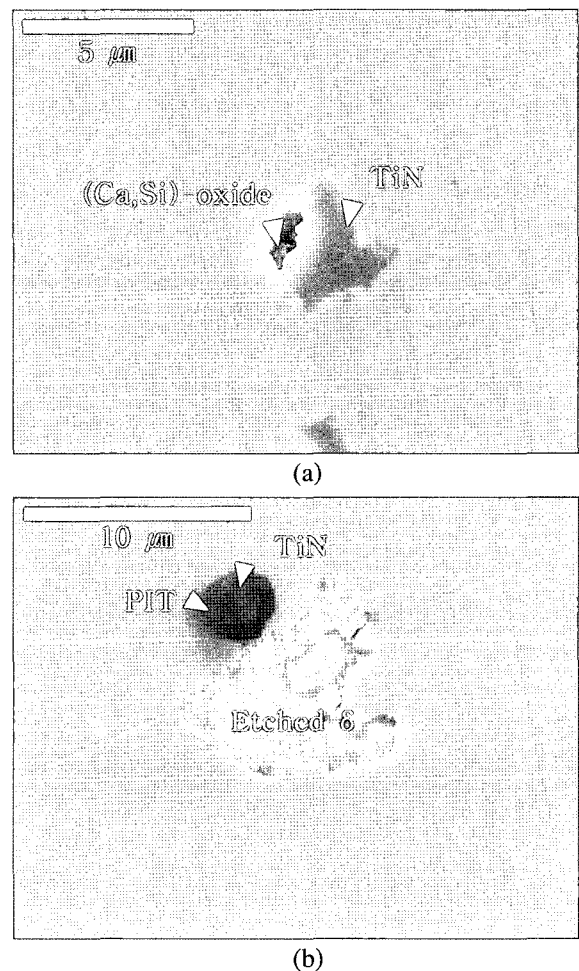 5 μm
(Ca,Si)-oxide
TiN
(a)
10 μm
TiN
PIT
Etched δ
(b)